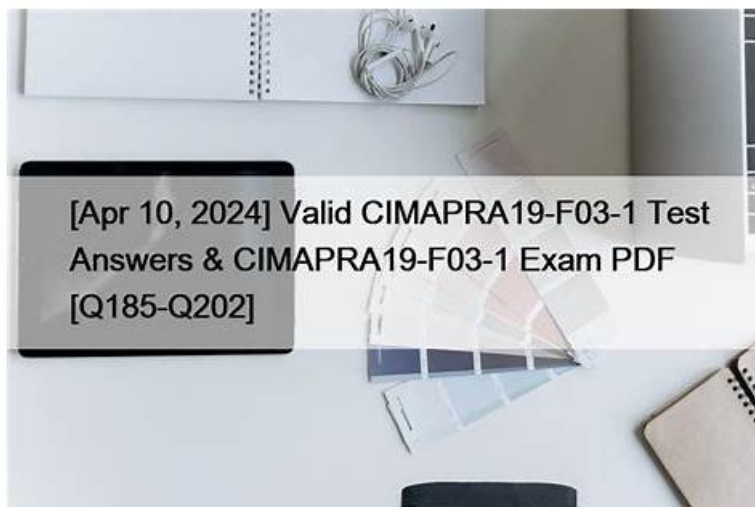 [Apr 10, 2024] Valid CIMAPRA19-F03-1 Test
Answers & CIMAPRA19-F03-1 Exam PDF
[Q185-Q202]